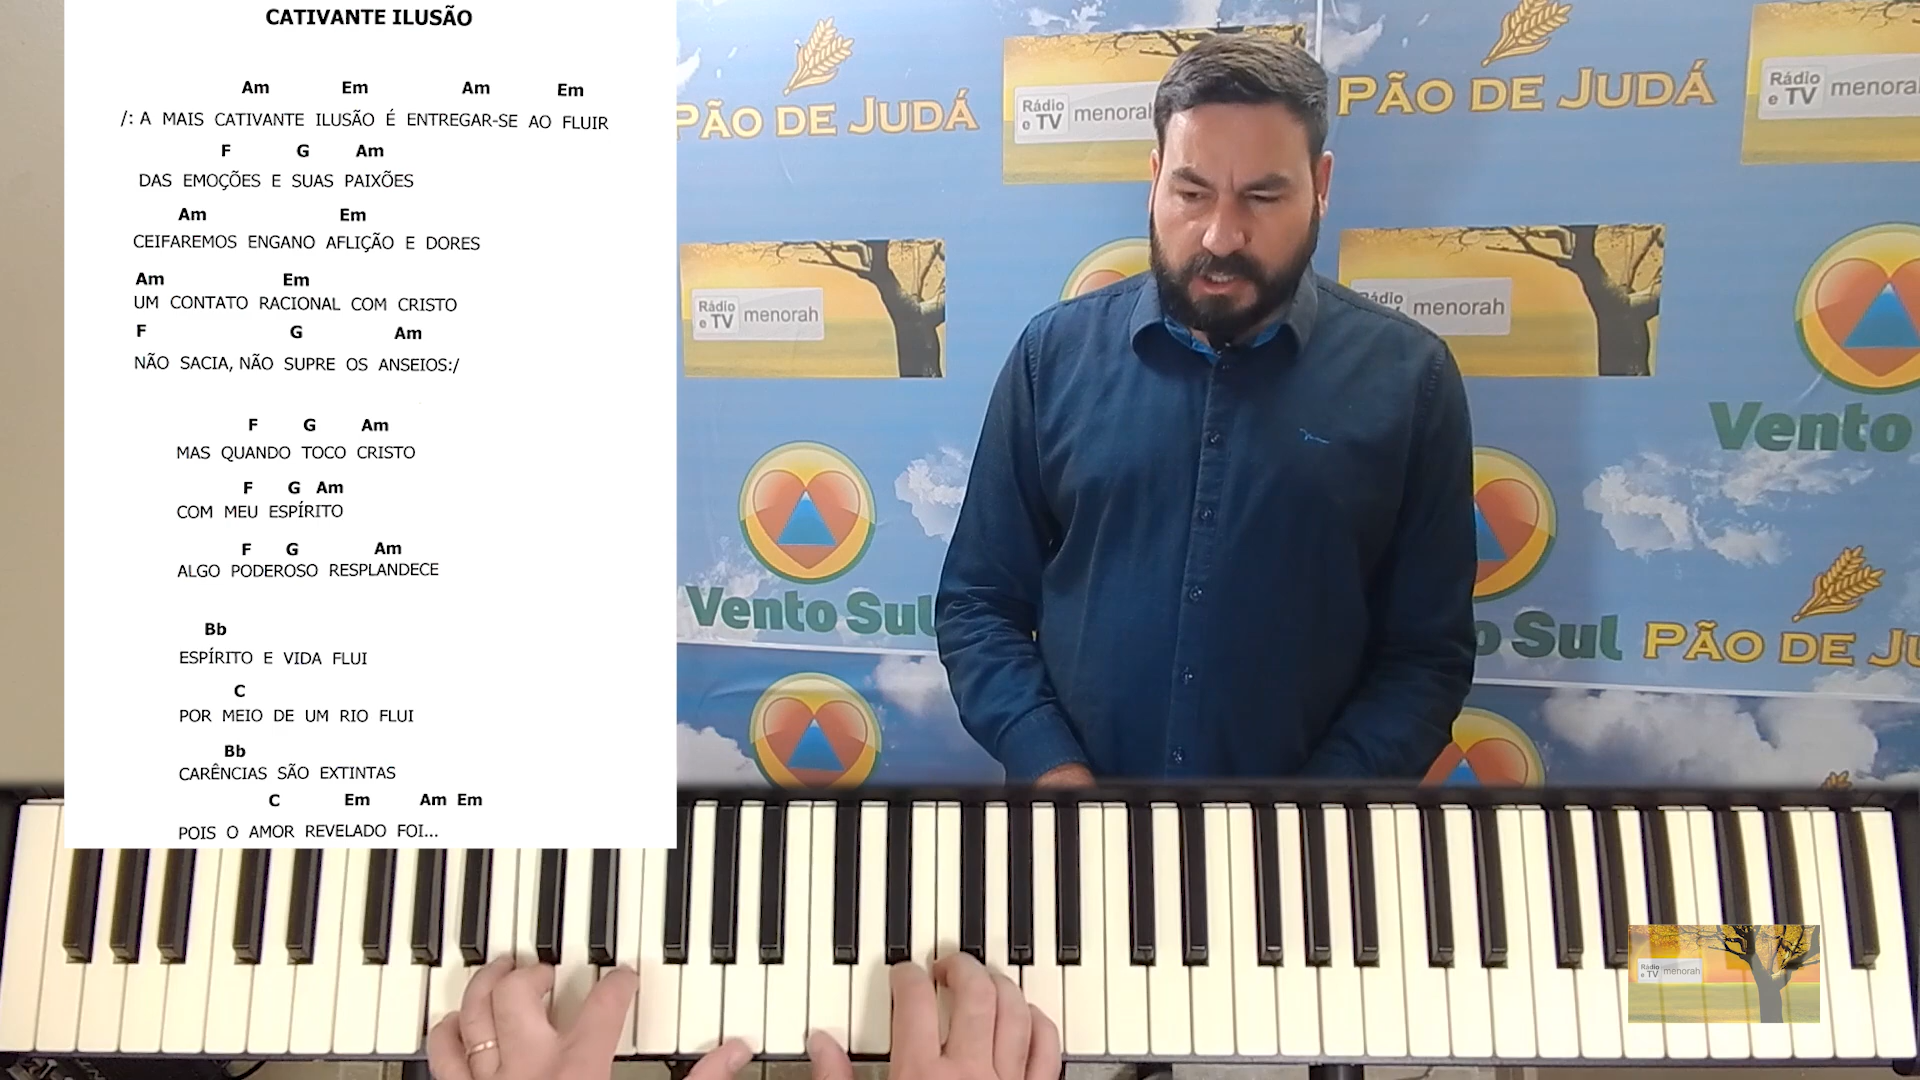 CATIVANTE ILUSÃO
Am Em Am Em
/: A MAIS CATIVANTE ILUSÃO É ENTREGAR-SE AO FLUIR
F G Am
DAS EMOÇÕES E SUAS PAIXÕES
Am Em
CEIFAREMOS ENGANO AFLIÇÃO E DORES
Am Em
UM CONTATO RACIONAL COM CRISTO
F G Am
NÃO SACIA, NÃO SUPRE OS ANSEIOS:/
F G Am
MAS QUANDO TOCO CRISTO
F G Am
COM MEU ESPÍRITO
F G Am
ALGO PODEROSO RESPLANDECE
Bb
ESPÍRITO E VIDA FLUI
C
POR MEIO DE UM RIO FLUI
Bb
CARÊNCIAS SÃO EXTINTAS
C Em Am Em
POIS O AMOR REVELADO FOI...
PÃO DE JUDÁ
Rádio e TV menorah
PÃO DE JUDÁ
Rádio e TV menora
Rádio e TV menorah
Rádio menorah
Vento
Vento Sul
o Sul
PÃO DE JU
Rádio e TV menorah